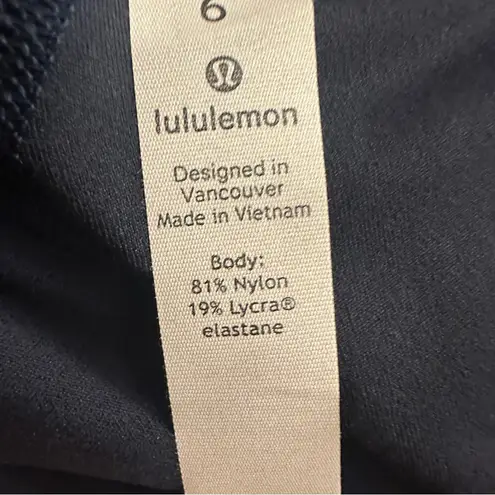 6
lululemon
Designed in
Vancouver
Made in Vietnam
Body:
81% Nylon
19% Lycra®
elastane